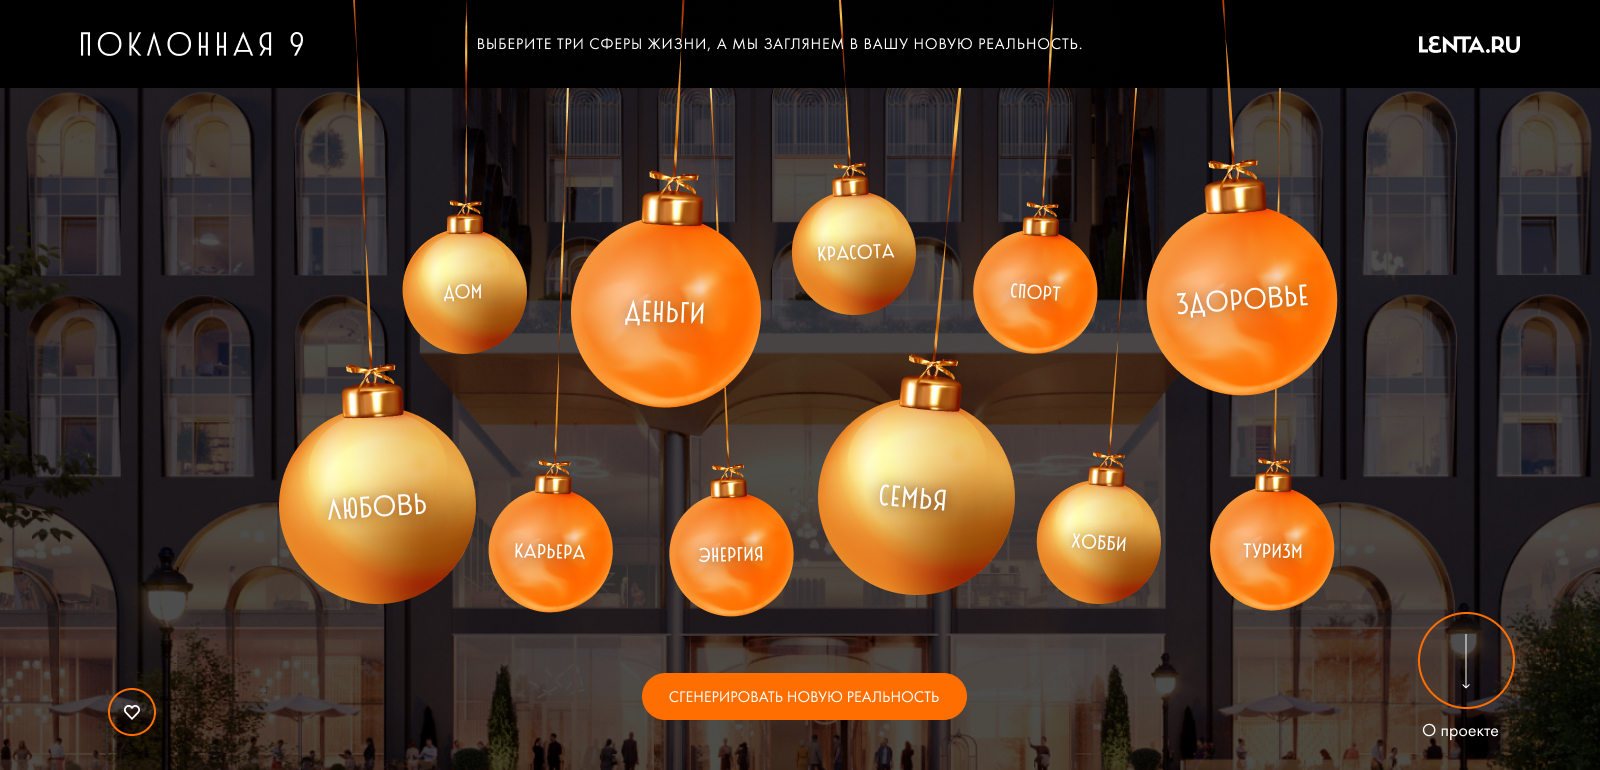 ПОКЛОННАЯ 9
ВЫБЕРИТЕ ТРИ СФЕРЫ ЖИЗНИ, А МЫ ЗАГЛЯНЕМ В ВАШУ НОВУЮ РЕАЛЬНОСТЬ.
LENTA.RU
ДОМ
ДЕНЬГИ
КРАСОТА
СПОРТ
ЗДОРОВЬЕ
ЛЮБОВЬ
КАРЬЕРА
ЭНЕРГИЯ
СЕМЬЯ
ХОББИ
ТУРИЗМ
СГЕНЕРИРОВАТЬ НОВУЮ РЕАЛЬНОСТЬ
О проекте